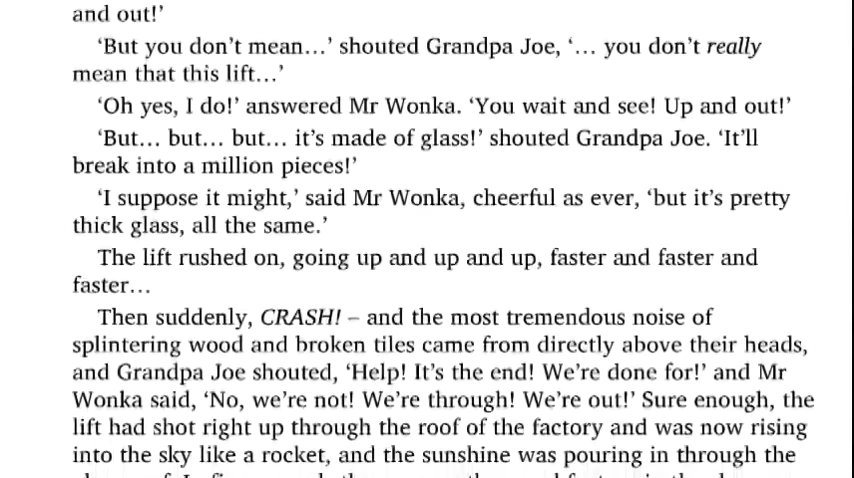 and out!’
‘But you don’t mean…’ shouted Grandpa Joe, ‘… you don’t really
mean that this lift…’
‘Oh yes, I do!’ answered Mr Wonka. ‘You wait and see! Up and out!’
‘But… but… but… it’s made of glass!’ shouted Grandpa Joe. ‘It’ll
break into a million pieces!’
‘I suppose it might,’ said Mr Wonka, cheerful as ever, ‘but it’s pretty
thick glass, all the same.’
The lift rushed on, going up and up and up, faster and faster and
faster…
Then suddenly, CRASH! – and the most tremendous noise of
splintering wood and broken tiles came from directly above their heads,
and Grandpa Joe shouted, ‘Help! It’s the end! We’re done for!’ and Mr
Wonka said, ‘No, we’re not! We’re through! We’re out!’ Sure enough, the
lift had shot right up through the roof of the factory and was now rising
into the sky like a rocket, and the sunshine was pouring in through the